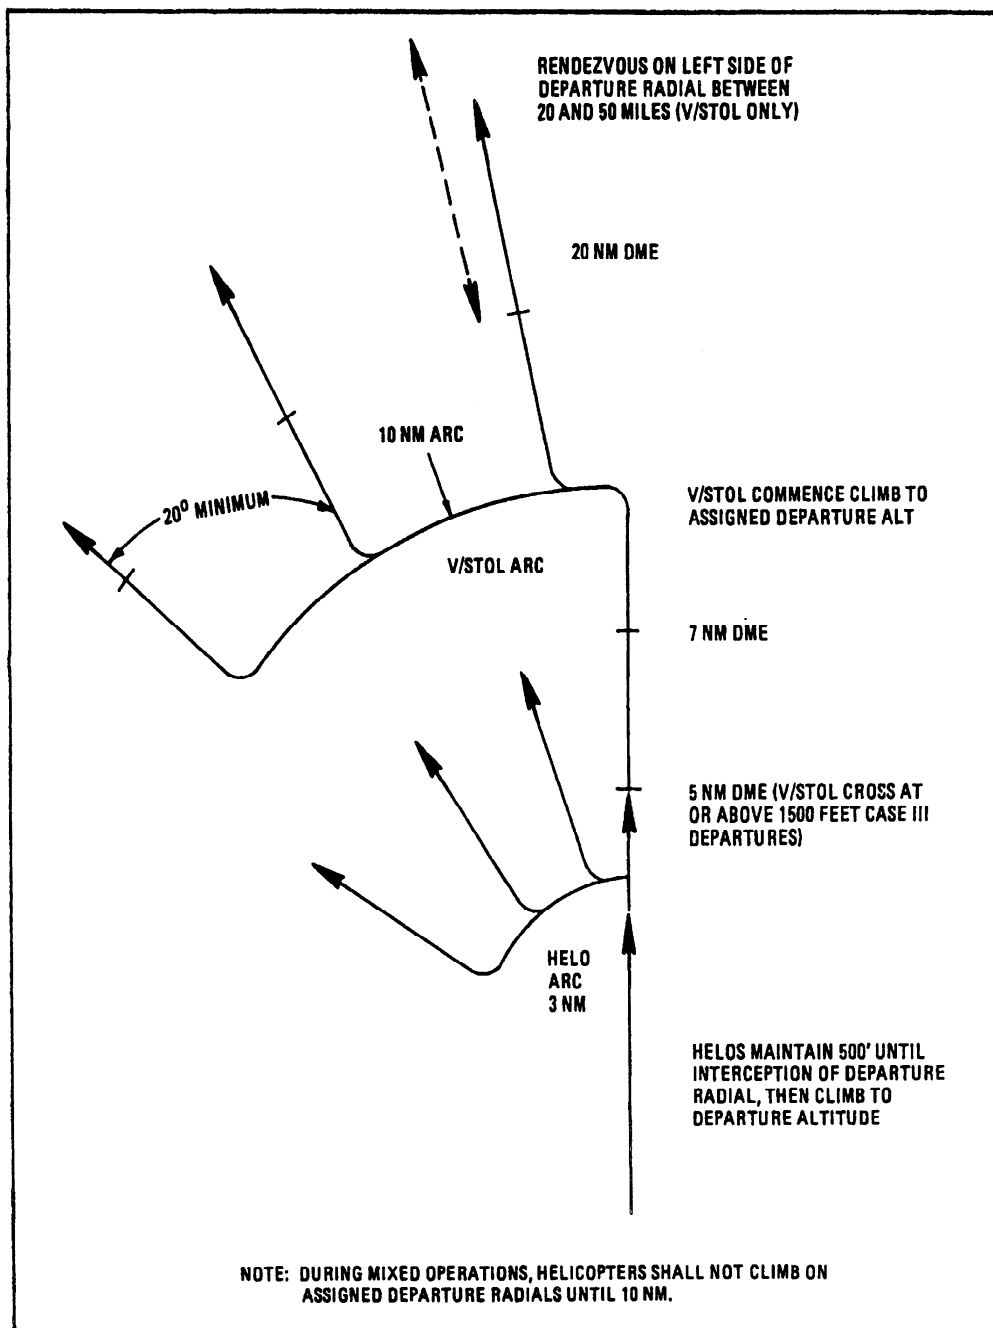 RENDEZVOUS ON LEFT SIDE OF
DEPARTURE RADIAL BETWEEN
20 AND 50 MILES (V/STOL ONLY)
20 NM DME
10 NM ARC
20º MINIMUM
V/STOL COMMENCE CLIMB TO
ASSIGNED DEPARTURE ALT
V/STOL ARC
7 NM DME
5 NM DME (V/STOL CROSS AT
OR ABOVE 1500 FEET CASE III
DEPARTURES)
HELO
ARC
3 NM
HELOS MAINTAIN 500' UNTIL
INTERCEPTION OF DEPARTURE
RADIAL, THEN CLIMB TO
DEPARTURE ALTITUDE
NOTE: DURING MIXED OPERATIONS, HELICOPTERS SHALL NOT CLIMB ON
ASSIGNED DEPARTURE RADIALS UNTIL 10 NM.